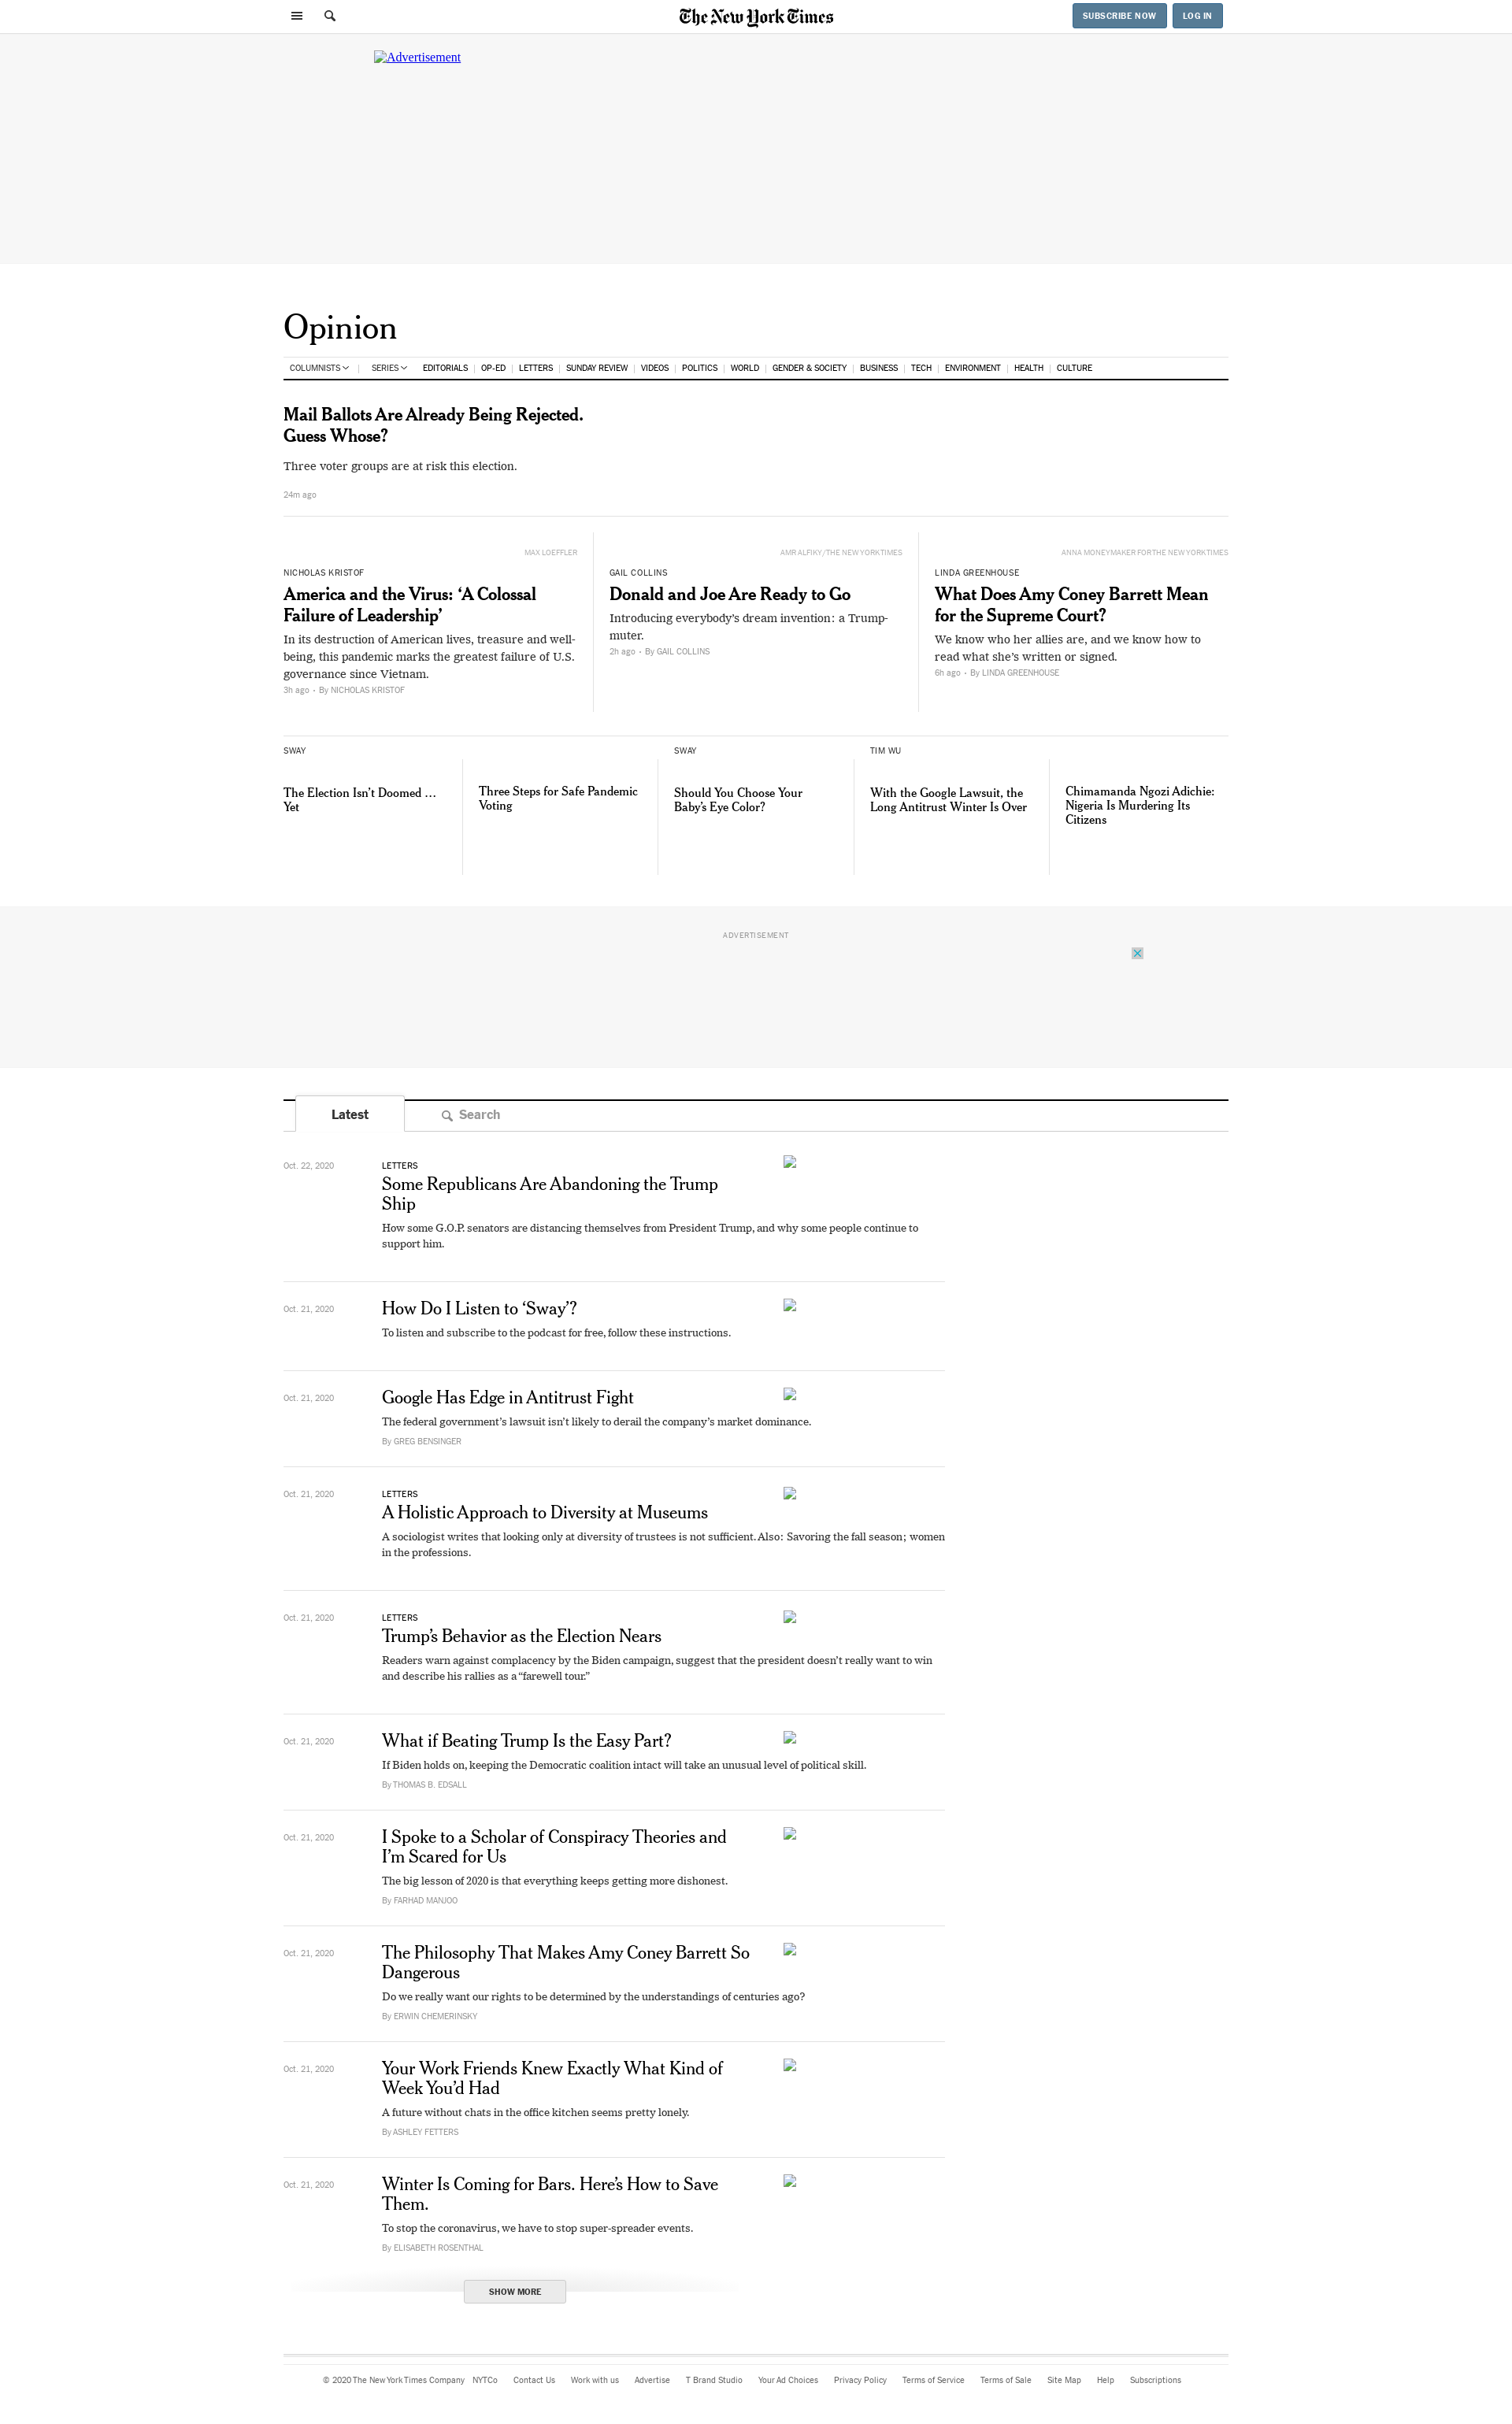 The New York Times
SUBSCRIBE NOW
LOG IN
Advertisement
Opinion
COLUMNISTS
SERIES
EDITORIALS
OP-ED
LETTERS
SUNDAY REVIEW
VIDEOS
POLITICS
WORLD
GENDER & SOCIETY
BUSINESS
TECH
ENVIRONMENT
HEALTH
CULTURE
Mail Ballots Are Already Being Rejected.
Guess Whose?
Three voter groups are at risk this election.
24m ago
MAX LOEFFLER
NICHOLAS KRISTOF
America and the Virus: ‘A Colossal
Failure of Leadership’
In its destruction of American lives, treasure and well-
being, this pandemic marks the greatest failure of U.S.
governance since Vietnam.
3h ago • By NICHOLAS KRISTOF
AMR ALFIKY/THE NEW YORK TIMES
GAIL COLLINS
Donald and Joe Are Ready to Go
Introducing everybody’s dream invention: a Trump-
muter.
2h ago • By GAIL COLLINS
ANNA MONEYMAKER FOR THE NEW YORK TIMES
LINDA GREENHOUSE
What Does Amy Coney Barrett Mean
for the Supreme Court?
We know who her allies are, and we know how to
read what she’s written or signed.
6h ago • By LINDA GREENHOUSE
SWAY
The Election Isn’t Doomed …
Yet
Three Steps for Safe Pandemic
Voting
SWAY
Should You Choose Your
Baby’s Eye Color?
TIM WU
With the Google Lawsuit, the
Long Antitrust Winter Is Over
Chimamanda Ngozi Adichie:
Nigeria Is Murdering Its
Citizens
ADVERTISEMENT
Latest
Search
Oct. 22, 2020
LETTERS
Some Republicans Are Abandoning the Trump
Ship
How some G.O.P. senators are distancing themselves from President Trump, and why some people continue to
support him.
Oct. 21, 2020
How Do I Listen to ‘Sway’?
To listen and subscribe to the podcast for free, follow these instructions.
Oct. 21, 2020
Google Has Edge in Antitrust Fight
The federal government’s lawsuit isn’t likely to derail the company’s market dominance.
By GREG BENSINGER
Oct. 21, 2020
LETTERS
A Holistic Approach to Diversity at Museums
A sociologist writes that looking only at diversity of trustees is not sufficient. Also: Savoring the fall season; women
in the professions.
Oct. 21, 2020
LETTERS
Trump’s Behavior as the Election Nears
Readers warn against complacency by the Biden campaign, suggest that the president doesn’t really want to win
and describe his rallies as a “farewell tour.”
Oct. 21, 2020
What if Beating Trump Is the Easy Part?
If Biden holds on, keeping the Democratic coalition intact will take an unusual level of political skill.
By THOMAS B. EDSALL
Oct. 21, 2020
I Spoke to a Scholar of Conspiracy Theories and
I’m Scared for Us
The big lesson of 2020 is that everything keeps getting more dishonest.
By FARHAD MANJOO
Oct. 21, 2020
The Philosophy That Makes Amy Coney Barrett So
Dangerous
Do we really want our rights to be determined by the understandings of centuries ago?
By ERWIN CHEMERINSKY
Oct. 21, 2020
Your Work Friends Knew Exactly What Kind of
Week You’d Had
A future without chats in the office kitchen seems pretty lonely.
By ASHLEY FETTERS
Oct. 21, 2020
Winter Is Coming for Bars. Here’s How to Save
Them.
To stop the coronavirus, we have to stop super-spreader events.
By ELISABETH ROSENTHAL
SHOW MORE
© 2020 The New York Times Company
NYTCo
Contact Us
Work with us
Advertise
T Brand Studio
Your Ad Choices
Privacy Policy
Terms of Service
Terms of Sale
Site Map
Help
Subscriptions